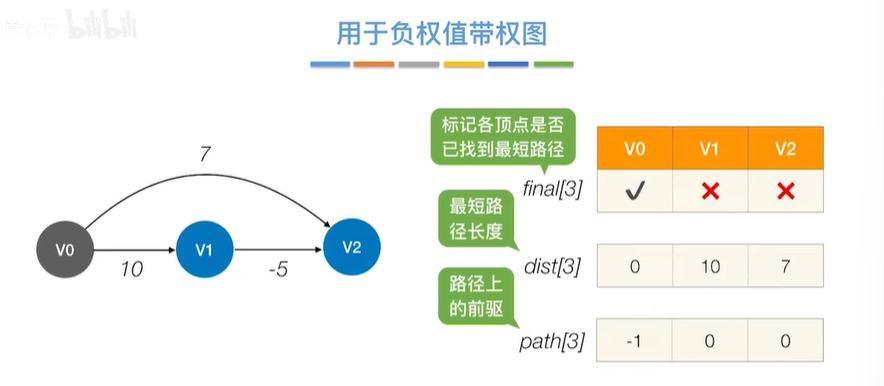 bilibili
用于负权值带权图
标记各顶点是否
已找到最短路径
final[3]
V0 V1 V2
✓ ✗ ✗
最短路
径长度
dist[3]
0 10 7
路径上
的前驱
path[3]
-1 0 0
7
V0
V1
V2
10
-5